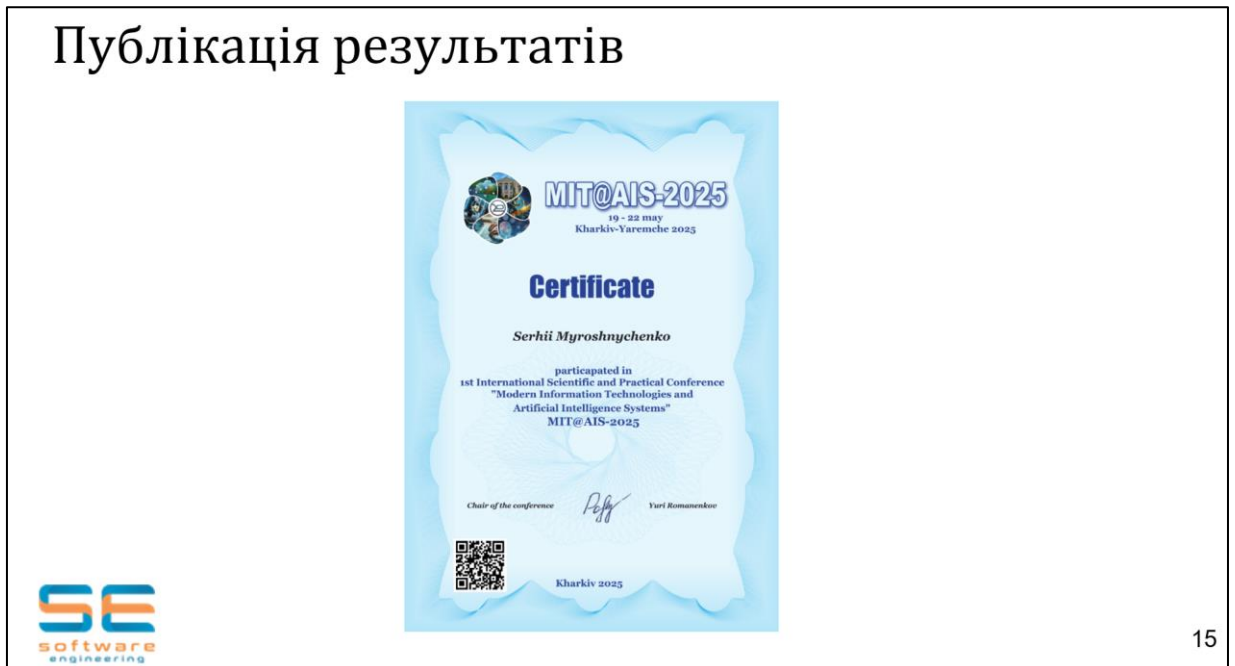 Публікація результатів
MIT@AIS-2025
19 - 22 may
Kharkiv-Yaremche 2025
Certificate
Serhii Myroshnychenko
particapated in
1st International Scientific and Practical Conference
"Modern Information Technologies and
Artificial Intelligence Systems"
MIT@AIS-2025
Chair of the conference Yuri Romanenkov
Kharkiv 2025
SE
software
engineering
15